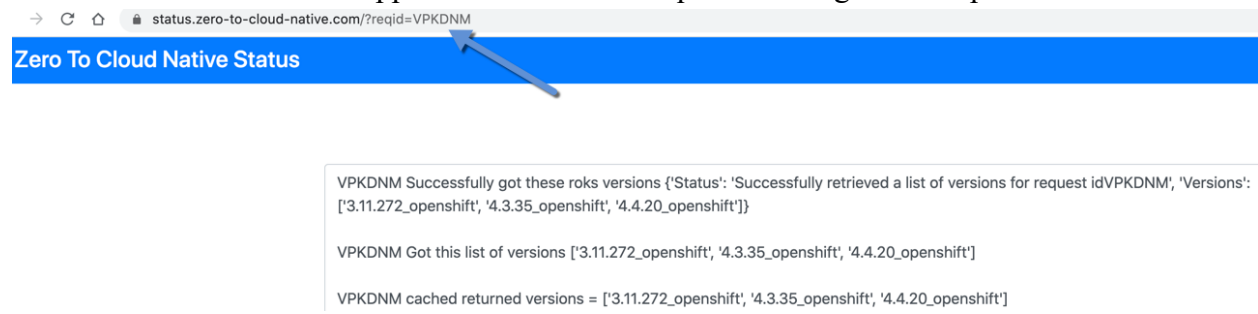 status.zero-to-cloud-native.com/?reqid=VPKDNM
Zero To Cloud Native Status
VPKDNM Successfully got these roks versions {'Status': 'Successfully retrieved a list of versions for request idVPKDNM', 'Versions':
['3.11.272_openshift', '4.3.35_openshift', '4.4.20_openshift']}
VPKDNM Got this list of versions ['3.11.272_openshift', '4.3.35_openshift', '4.4.20_openshift']
VPKDNM cached returned versions = ['3.11.272_openshift', '4.3.35_openshift', '4.4.20_openshift']